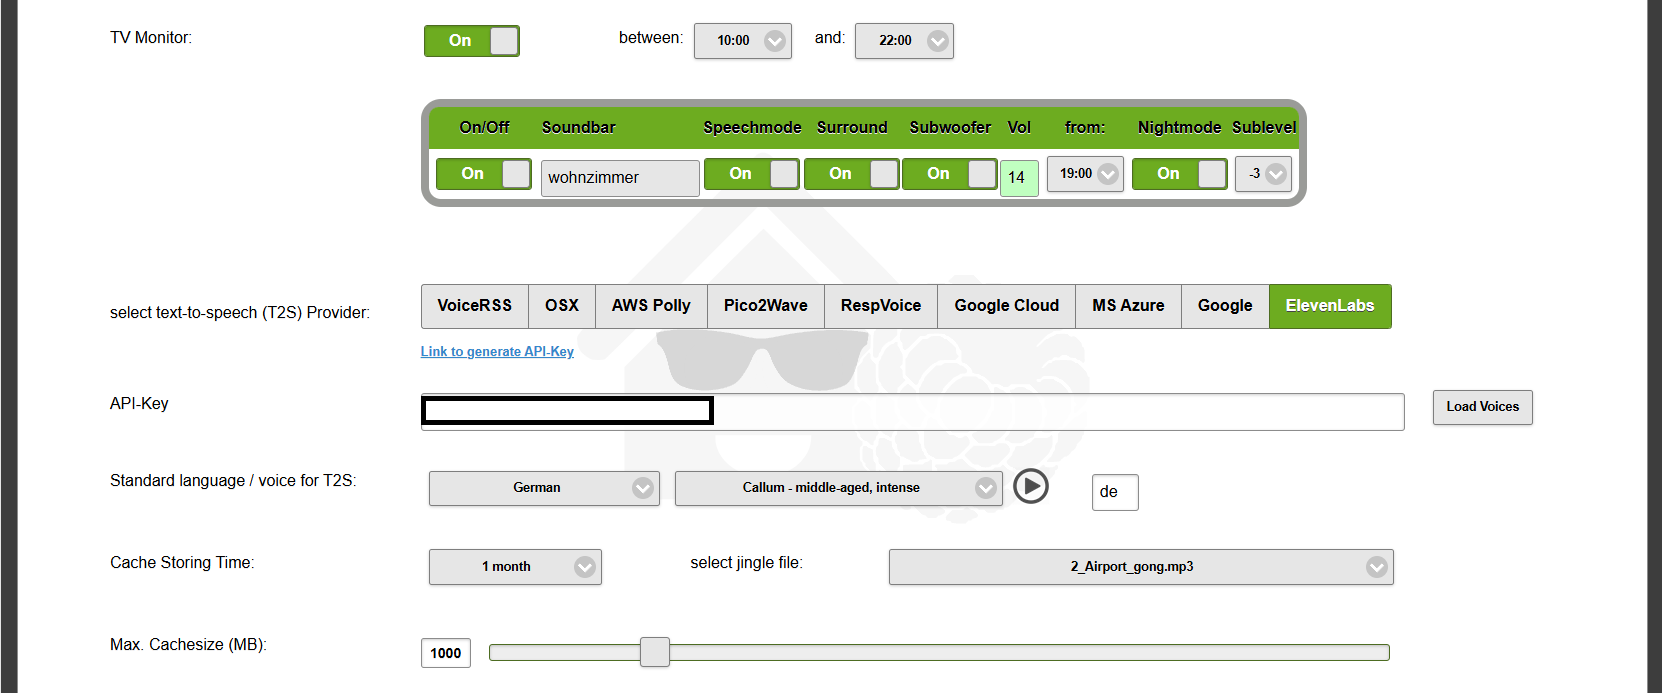 TV Monitor: On between: 10:00 and: 22:00
On/Off Soundbar Speechmode Surround Subwoofer Vol from: Nightmode Sublevel
On wohnzimmer On On On 14 19:00 On -3
select text-to-speech (T2S) Provider: VoiceRSS OSX AWS Polly Pico2Wave RespVoice Google Cloud MS Azure Google ElevenLabs
Link to generate API-Key
API-Key Load Voices
Standard language / voice for T2S: German Callum - middle-aged, intense de
Cache Storing Time: 1 month select jingle file: 2_Airport_gong.mp3
Max. Cachesize (MB): 1000